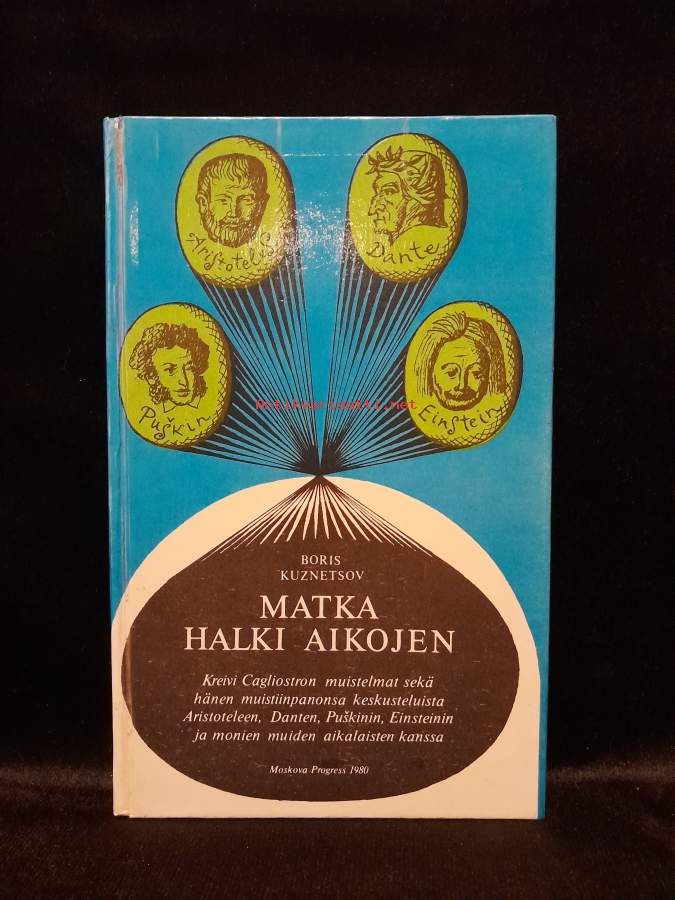 Aristoteles
Dante
Puškin
Einstein
Antikvariaatti.net
BORIS
KUZNETSOV
MATKA
HALKI AIKOJEN
Kreivi Cagliostron muistelmat sekä
hänen muistiinpanonsa keskusteluista
Aristoteleen, Danten, Puškinin, Einsteinin
ja monien muiden aikalaisten kanssa
Moskova Progress 1980